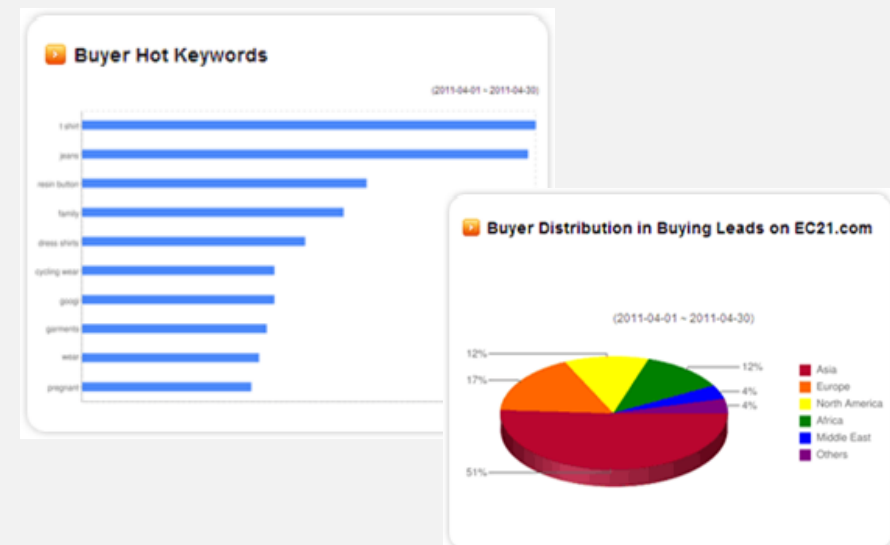 Buyer Hot Keywords
(2011-04-01 ~ 2011-04-30)
t shirt
jeans
resin button
family
dress shirts
cycling wear
googi
garments
wear
pregnant
Buyer Distribution in Buying Leads on EC21.com
(2011-04-01 ~ 2011-04-30)
12%
17%
51%
12%
4%
4%
Asia
Europe
North America
Africa
Middle East
Others